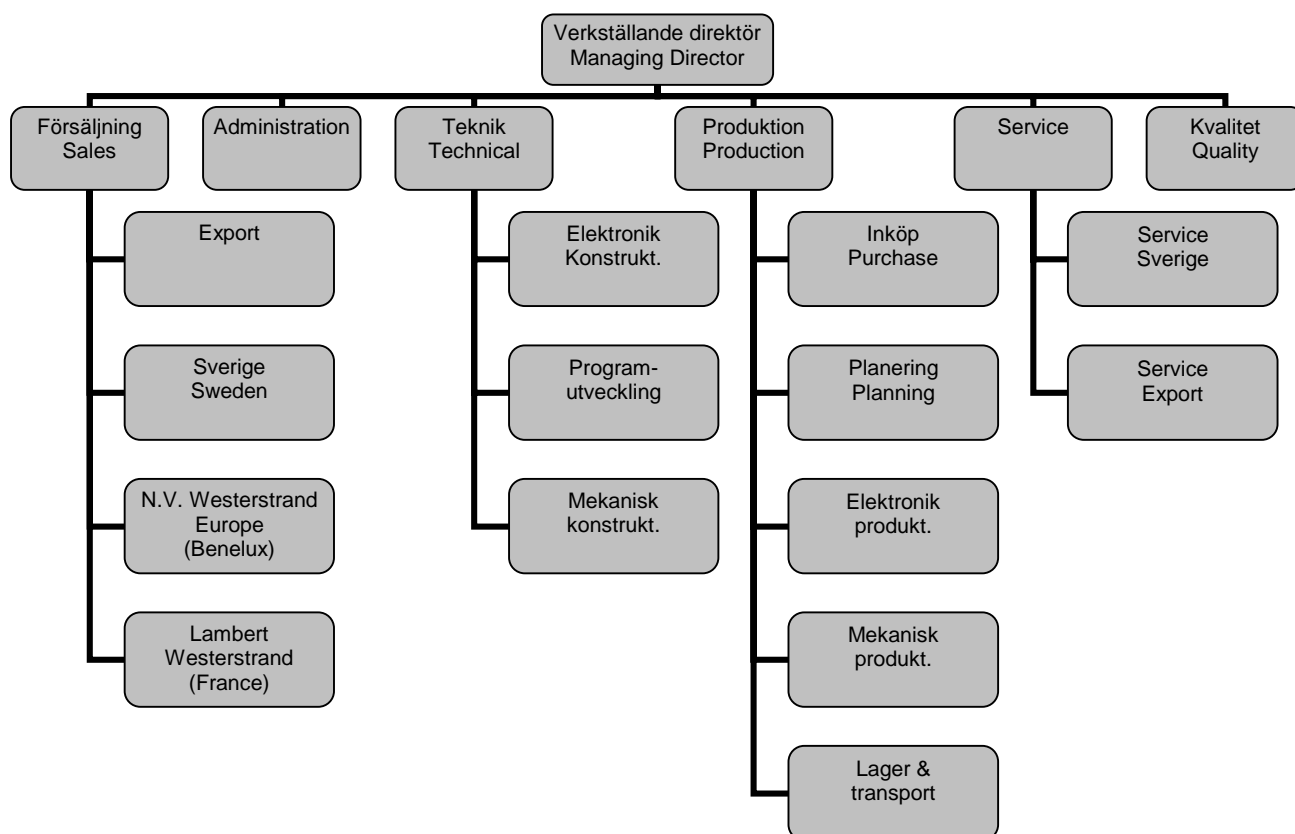 Verkställande direktör
Managing Director
Försäljning
Sales
Administration
Teknik
Technical
Produktion
Production
Service
Kvalitet
Quality
Export
Sverige
Sweden
N.V. Westerstrand
Europe
(Benelux)
Lambert
Westerstrand
(France)
Elektronik
Konstrukt.
Program-
utveckling
Mekanisk
konstrukt.
Inköp
Purchase
Planering
Planning
Elektronik
produkt.
Mekanisk
produkt.
Lager &
transport
Service
Sverige
Service
Export